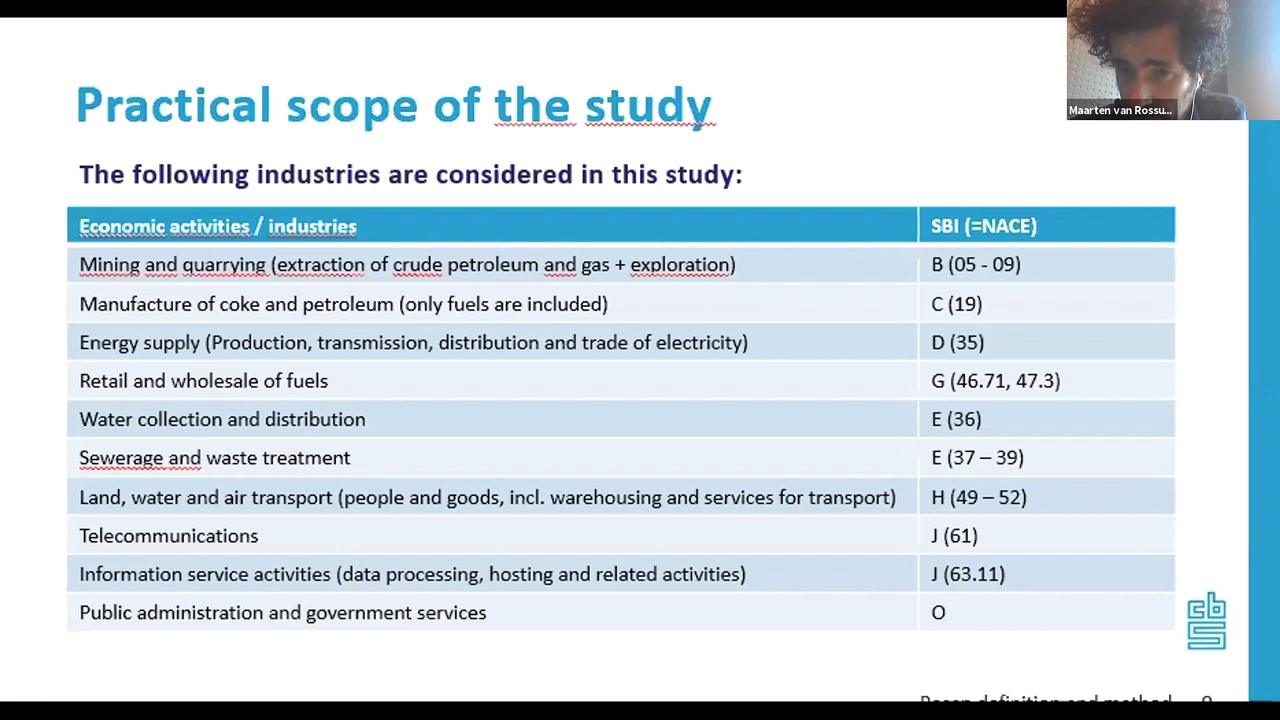 Maarten van Rossu...
Practical scope of the study
The following industries are considered in this study:
Economic activities / industries SBI (=NACE)
Mining and quarrying (extraction of crude petroleum and gas + exploration) B (05 - 09)
Manufacture of coke and petroleum (only fuels are included) C (19)
Energy supply (Production, transmission, distribution and trade of electricity) D (35)
Retail and wholesale of fuels G (46.71, 47.3)
Water collection and distribution E (36)
Sewerage and waste treatment E (37 – 39)
Land, water and air transport (people and goods, incl. warehousing and services for transport) H (49 – 52)
Telecommunications J (61)
Information service activities (data processing, hosting and related activities) J (63.11)
Public administration and government services O
cbs
definition and method